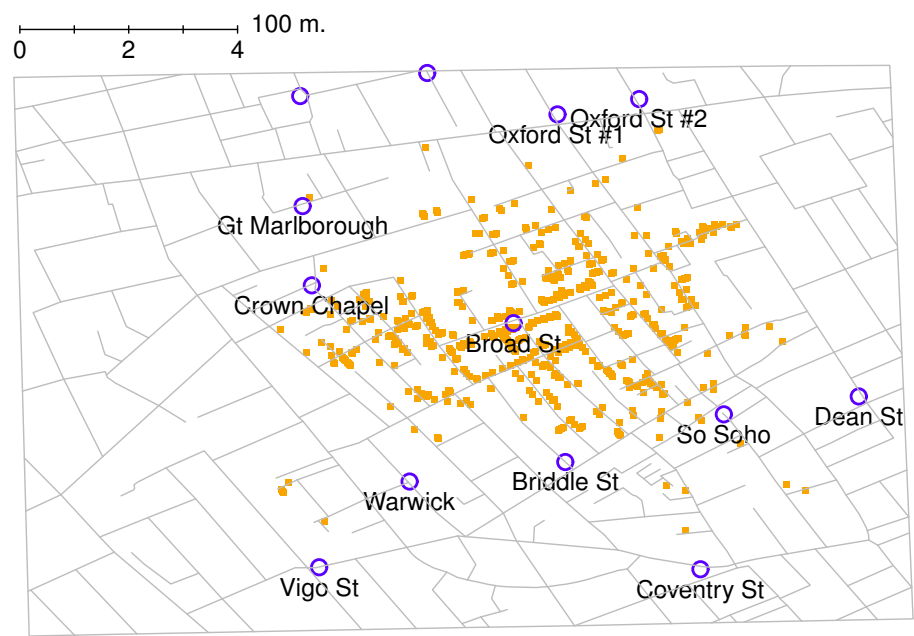 100 m.
0 2 4
Oxford St #2
Oxford St #1
Gt Marlborough
Crown Chapel
Broad St
Dean St
So Soho
Briddle St
Warwick
Vigo St
Coventry St